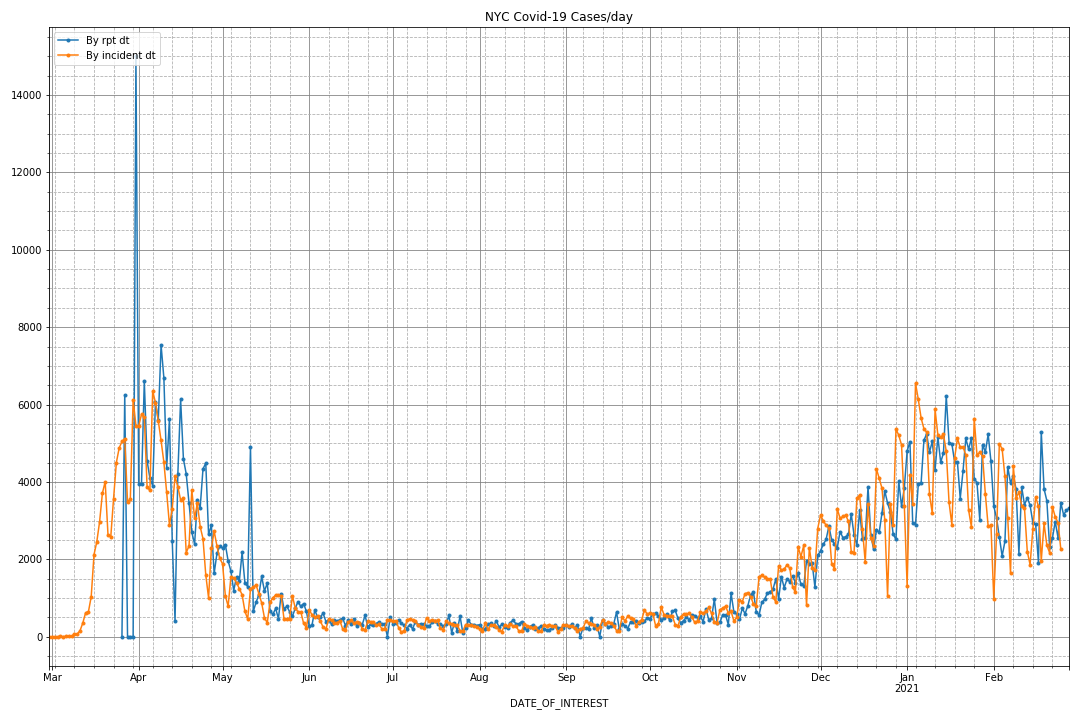 NYC Covid-19 Cases/day
By rpt dt
By incident dt
14000
12000
10000
8000
6000
4000
2000
0
Mar Apr May Jun Jul Aug Sep Oct Nov Dec Jan Feb
2021
DATE_OF_INTEREST